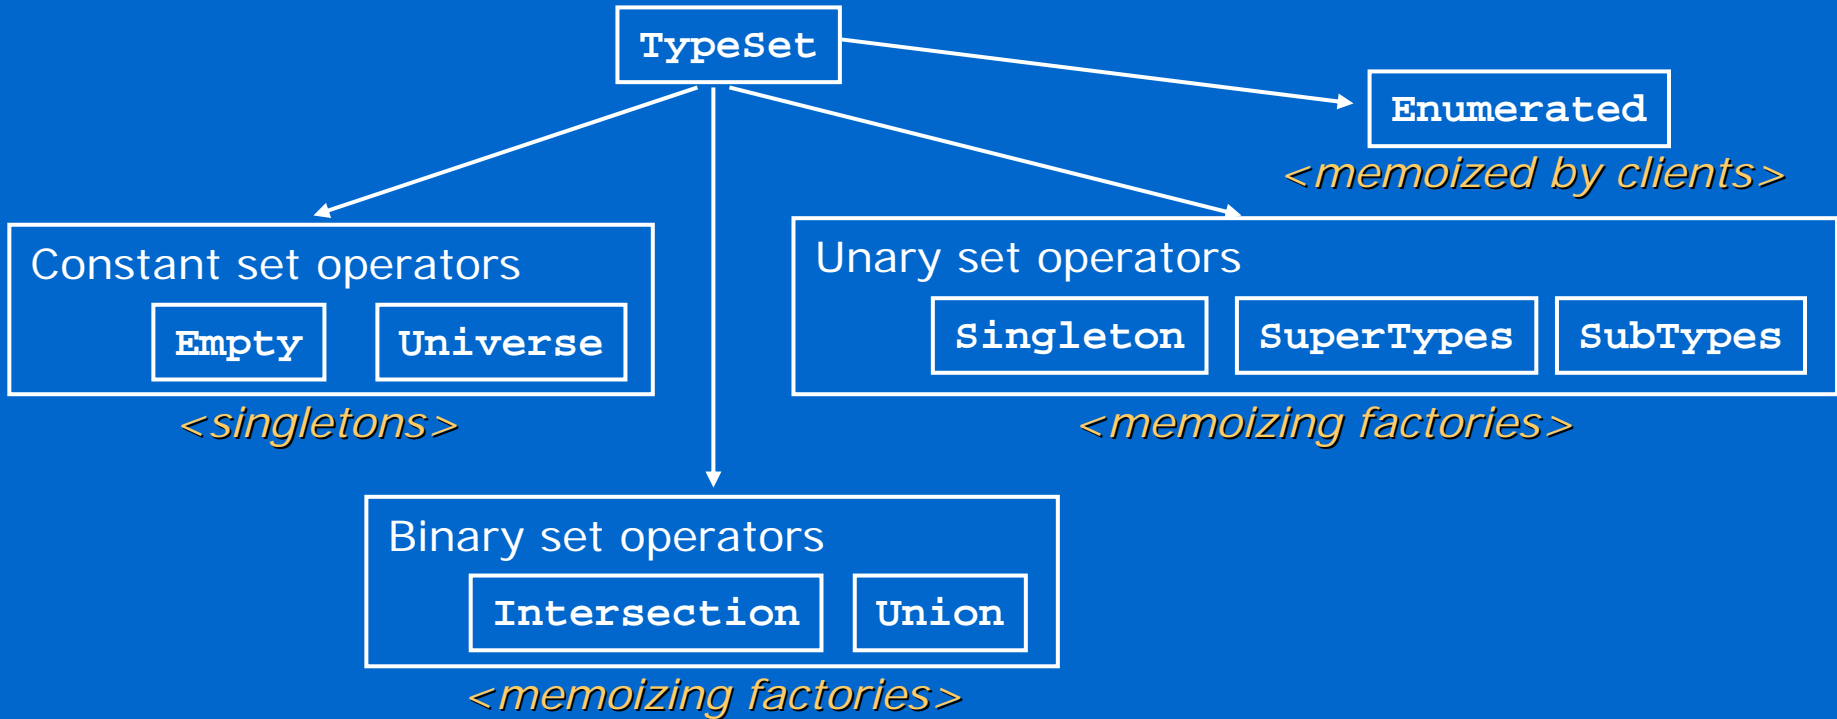 TypeSet
Enumerated
<memoized by clients>
Constant set operators
Empty Universe
<singletons>
Unary set operators
Singleton SuperTypes SubTypes
<memoizing factories>
Binary set operators
Intersection Union
<memoizing factories>